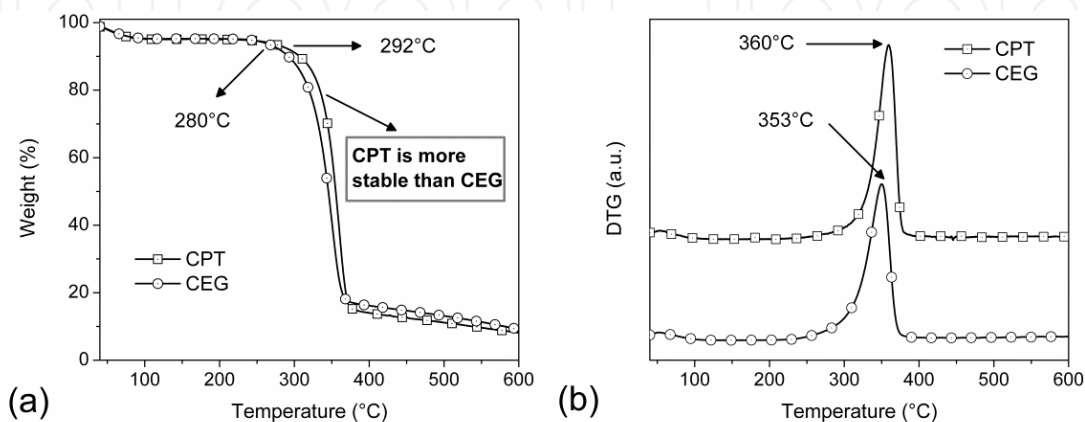 100
80
60
40
20
0
Weight (%)
292°C
280°C
CPT is more
stable than CEG
CPT
CEG
100 200 300 400 500 600
Temperature (°C)
(a)
360°C
353°C
CPT
CEG
DTG (a.u.)
100 200 300 400 500 600
Temperature (°C)
(b)